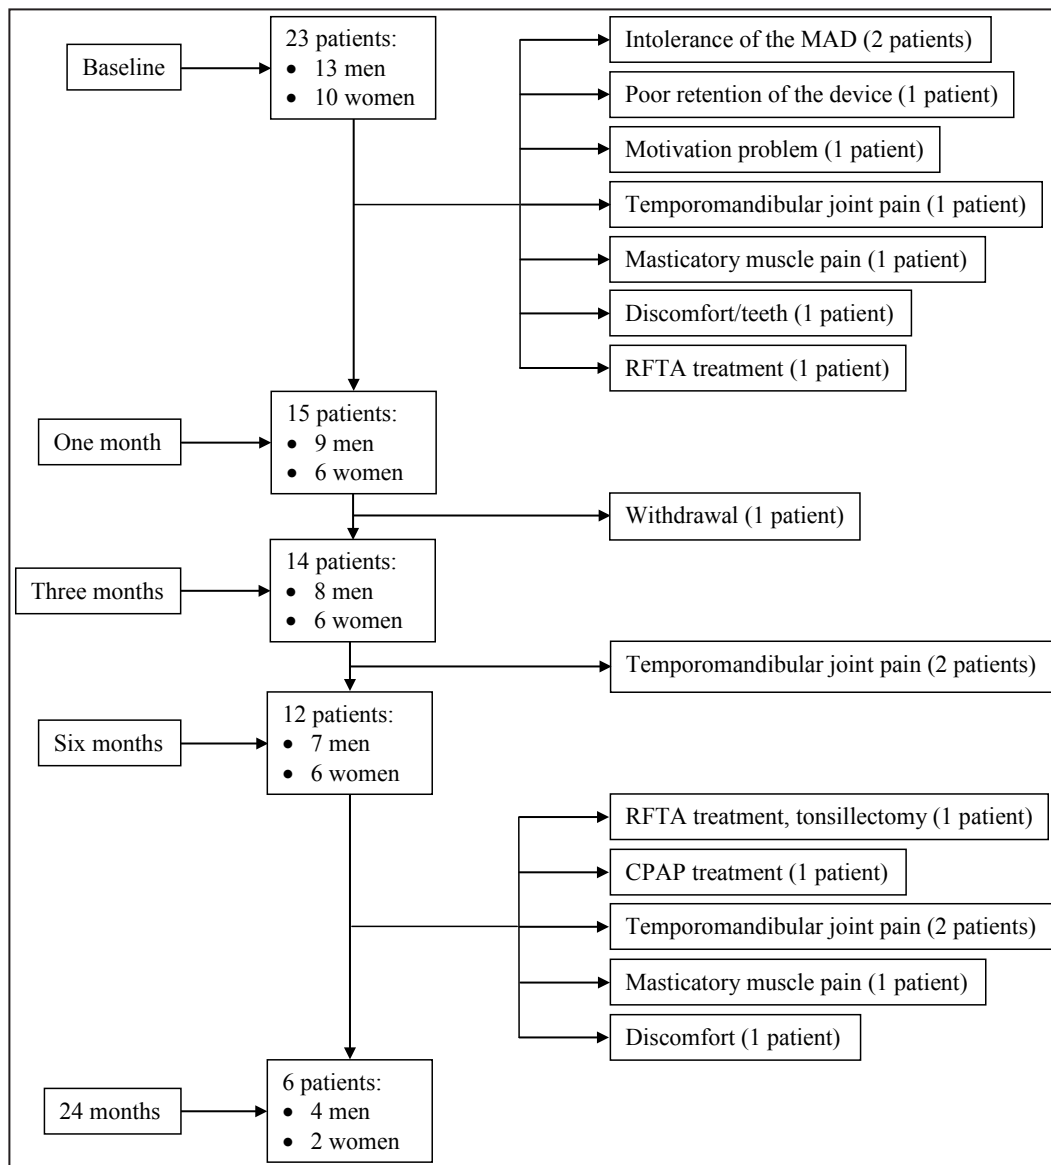 Baseline
23 patients:
• 13 men
• 10 women
Intolerance of the MAD (2 patients)
Poor retention of the device (1 patient)
Motivation problem (1 patient)
Temporomandibular joint pain (1 patient)
Masticatory muscle pain (1 patient)
Discomfort/teeth (1 patient)
RFTA treatment (1 patient)
One month
15 patients:
• 9 men
• 6 women
Withdrawal (1 patient)
Three months
14 patients:
• 8 men
• 6 women
Temporomandibular joint pain (2 patients)
Six months
12 patients:
• 7 men
• 6 women
RFTA treatment, tonsillectomy (1 patient)
CPAP treatment (1 patient)
Temporomandibular joint pain (2 patients)
Masticatory muscle pain (1 patient)
Discomfort (1 patient)
24 months
6 patients:
• 4 men
• 2 women